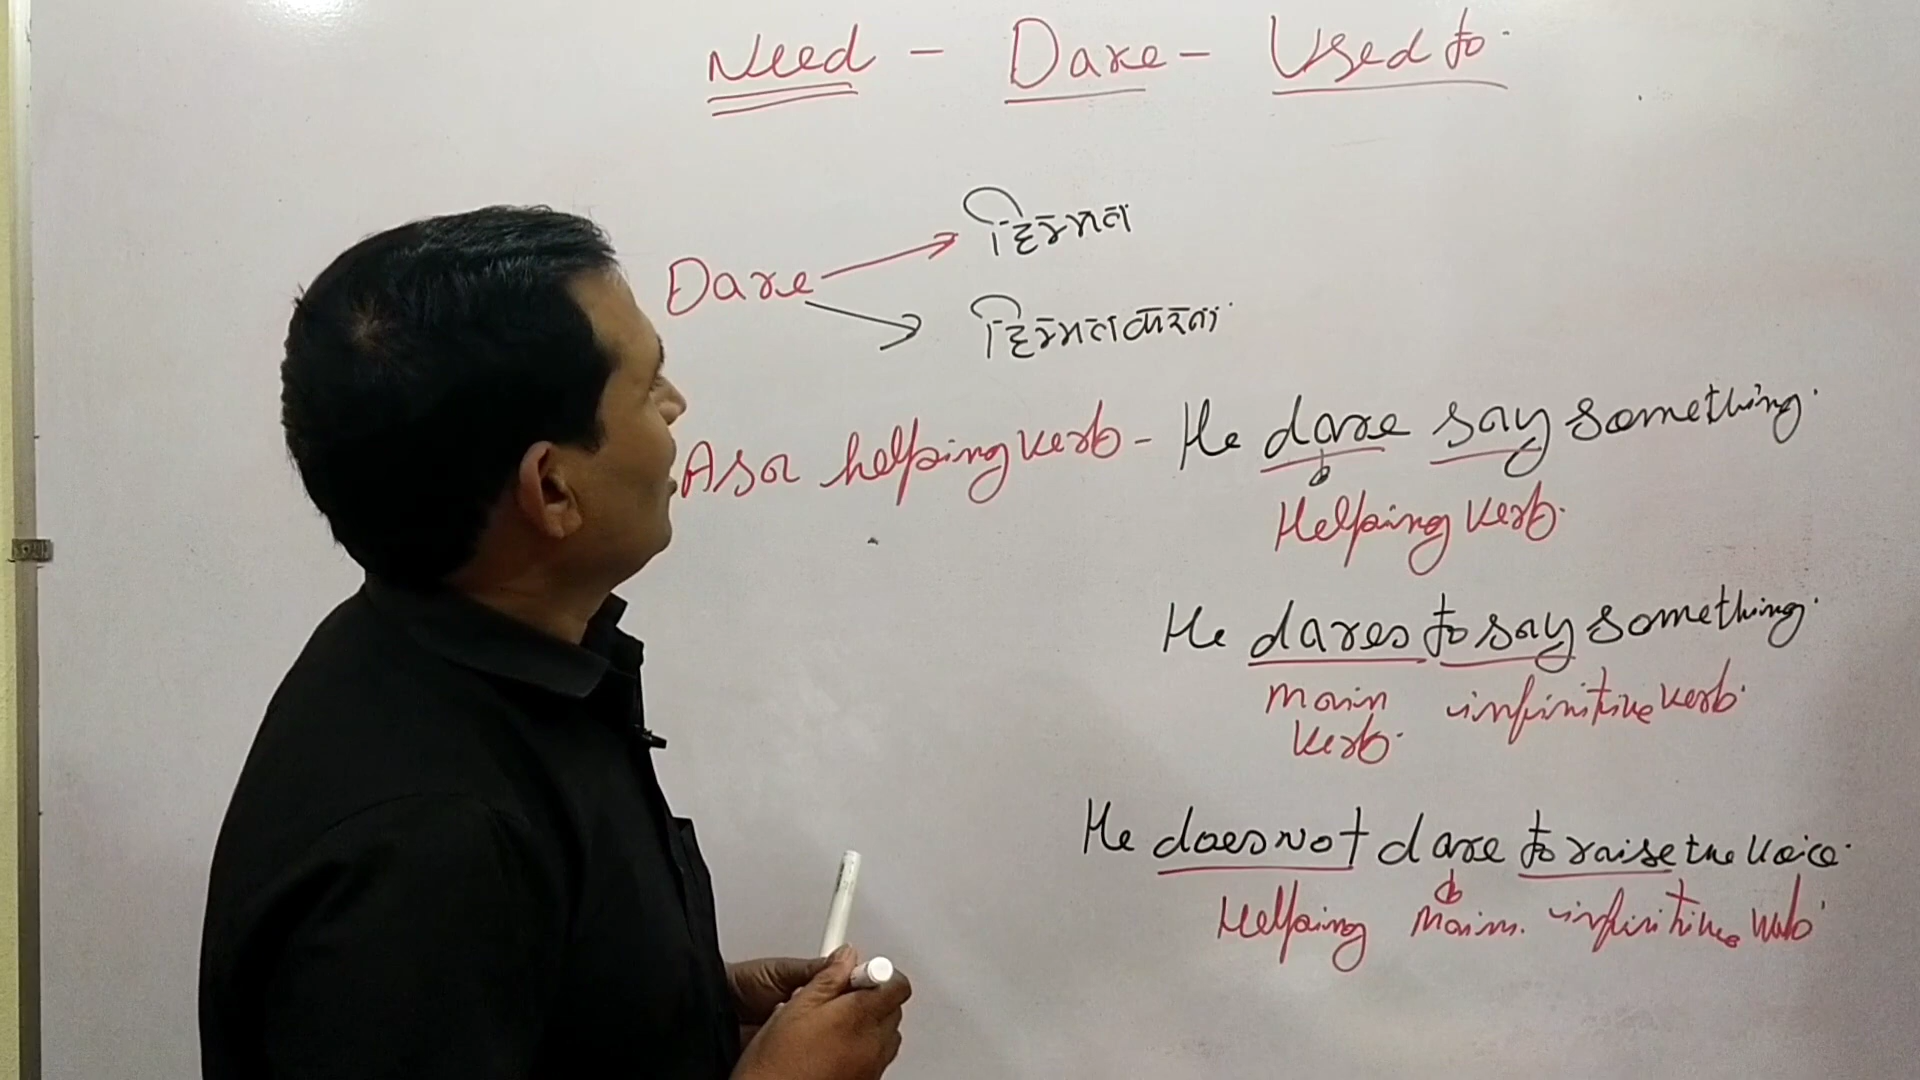 Need - Dare - Used to.
Dare
हिम्मत
हिम्मत करना
As a helping verb - He dare say something.
Helping verb.
He dares to say something.
Main infinitive verb.
verb.
He does not dare to raise the voice.
Helping Main. infinitive verb